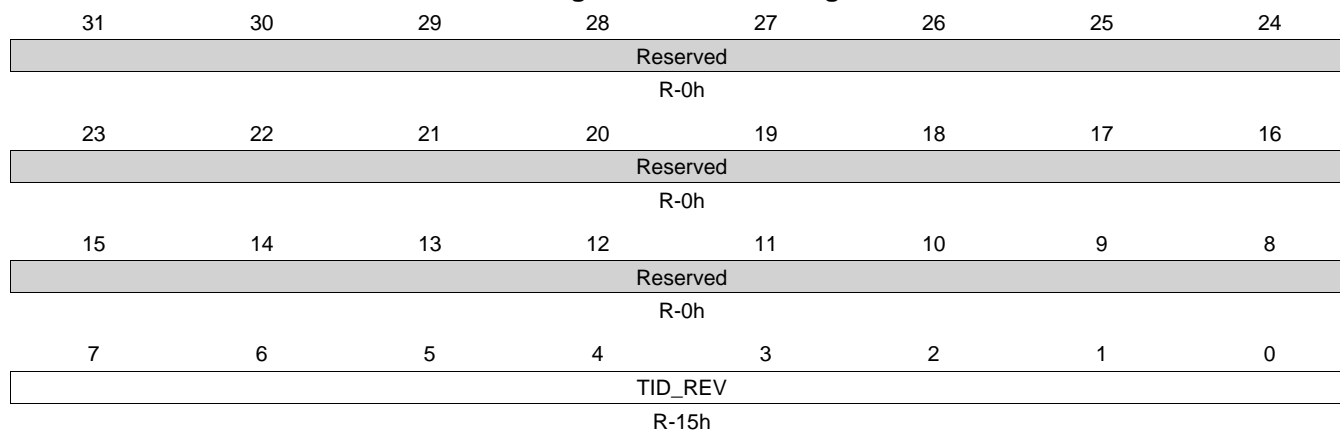 31 30 29 28 27 26 25 24
Reserved
R-0h
23 22 21 20 19 18 17 16
Reserved
R-0h
15 14 13 12 11 10 9 8
Reserved
R-0h
7 6 5 4 3 2 1 0
TID_REV
R-15h